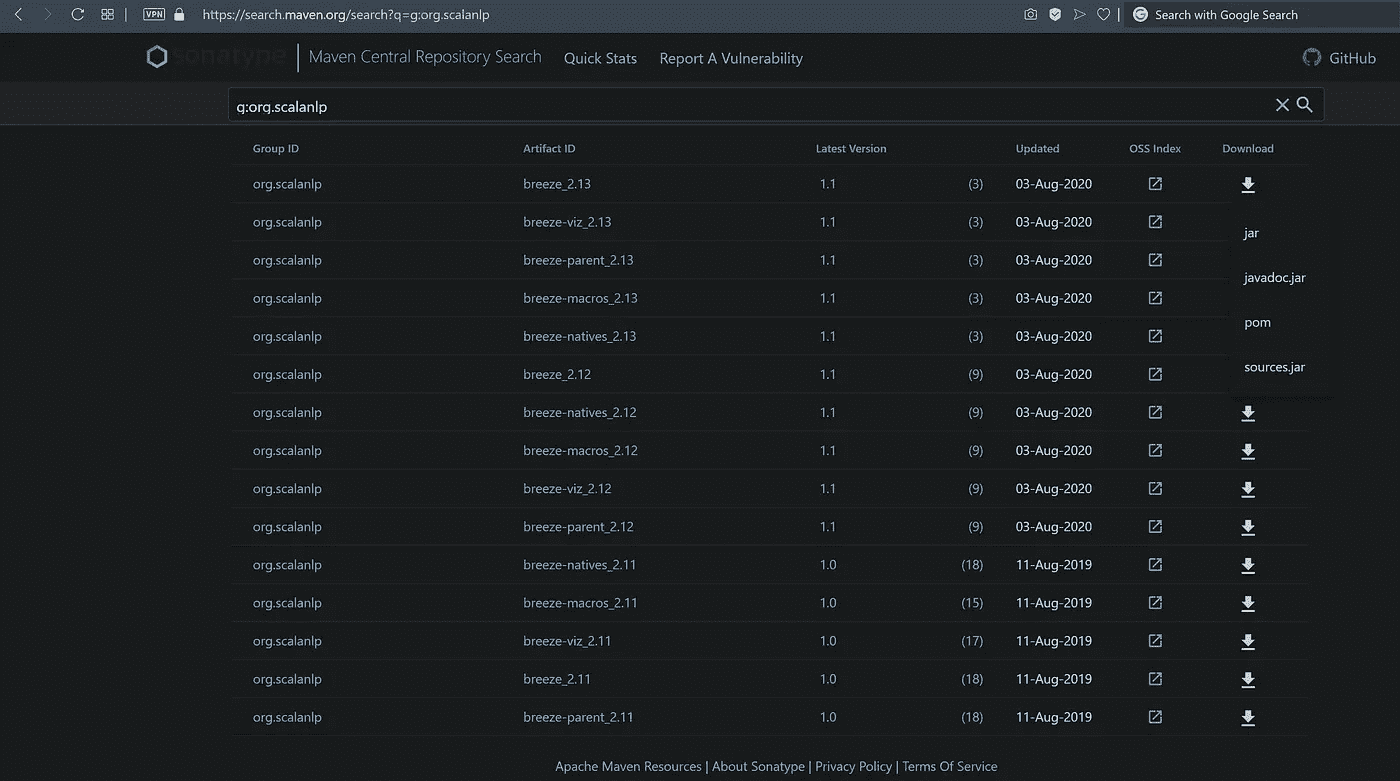 VPN https://search.maven.org/search?q=g:org.scalanlp Search with Google Search
sonatype Maven Central Repository Search Quick Stats Report A Vulnerability GitHub
g:org.scalanlp
Group ID Artifact ID Latest Version Updated OSS Index Download
org.scalanlp breeze_2.13 1.1 (3) 03-Aug-2020
org.scalanlp breeze-viz_2.13 1.1 (3) 03-Aug-2020
jar
org.scalanlp breeze-parent_2.13 1.1 (3) 03-Aug-2020
javadoc.jar
org.scalanlp breeze-macros_2.13 1.1 (3) 03-Aug-2020
pom
org.scalanlp breeze-natives_2.13 1.1 (3) 03-Aug-2020
sources.jar
org.scalanlp breeze_2.12 1.1 (9) 03-Aug-2020
org.scalanlp breeze-natives_2.12 1.1 (9) 03-Aug-2020
org.scalanlp breeze-macros_2.12 1.1 (9) 03-Aug-2020
org.scalanlp breeze-viz_2.12 1.1 (9) 03-Aug-2020
org.scalanlp breeze-parent_2.12 1.1 (9) 03-Aug-2020
org.scalanlp breeze-natives_2.11 1.0 (18) 11-Aug-2019
org.scalanlp breeze-macros_2.11 1.0 (15) 11-Aug-2019
org.scalanlp breeze-viz_2.11 1.0 (17) 11-Aug-2019
org.scalanlp breeze_2.11 1.0 (18) 11-Aug-2019
org.scalanlp breeze-parent_2.11 1.0 (18) 11-Aug-2019
Apache Maven Resources | About Sonatype | Privacy Policy | Terms Of Service